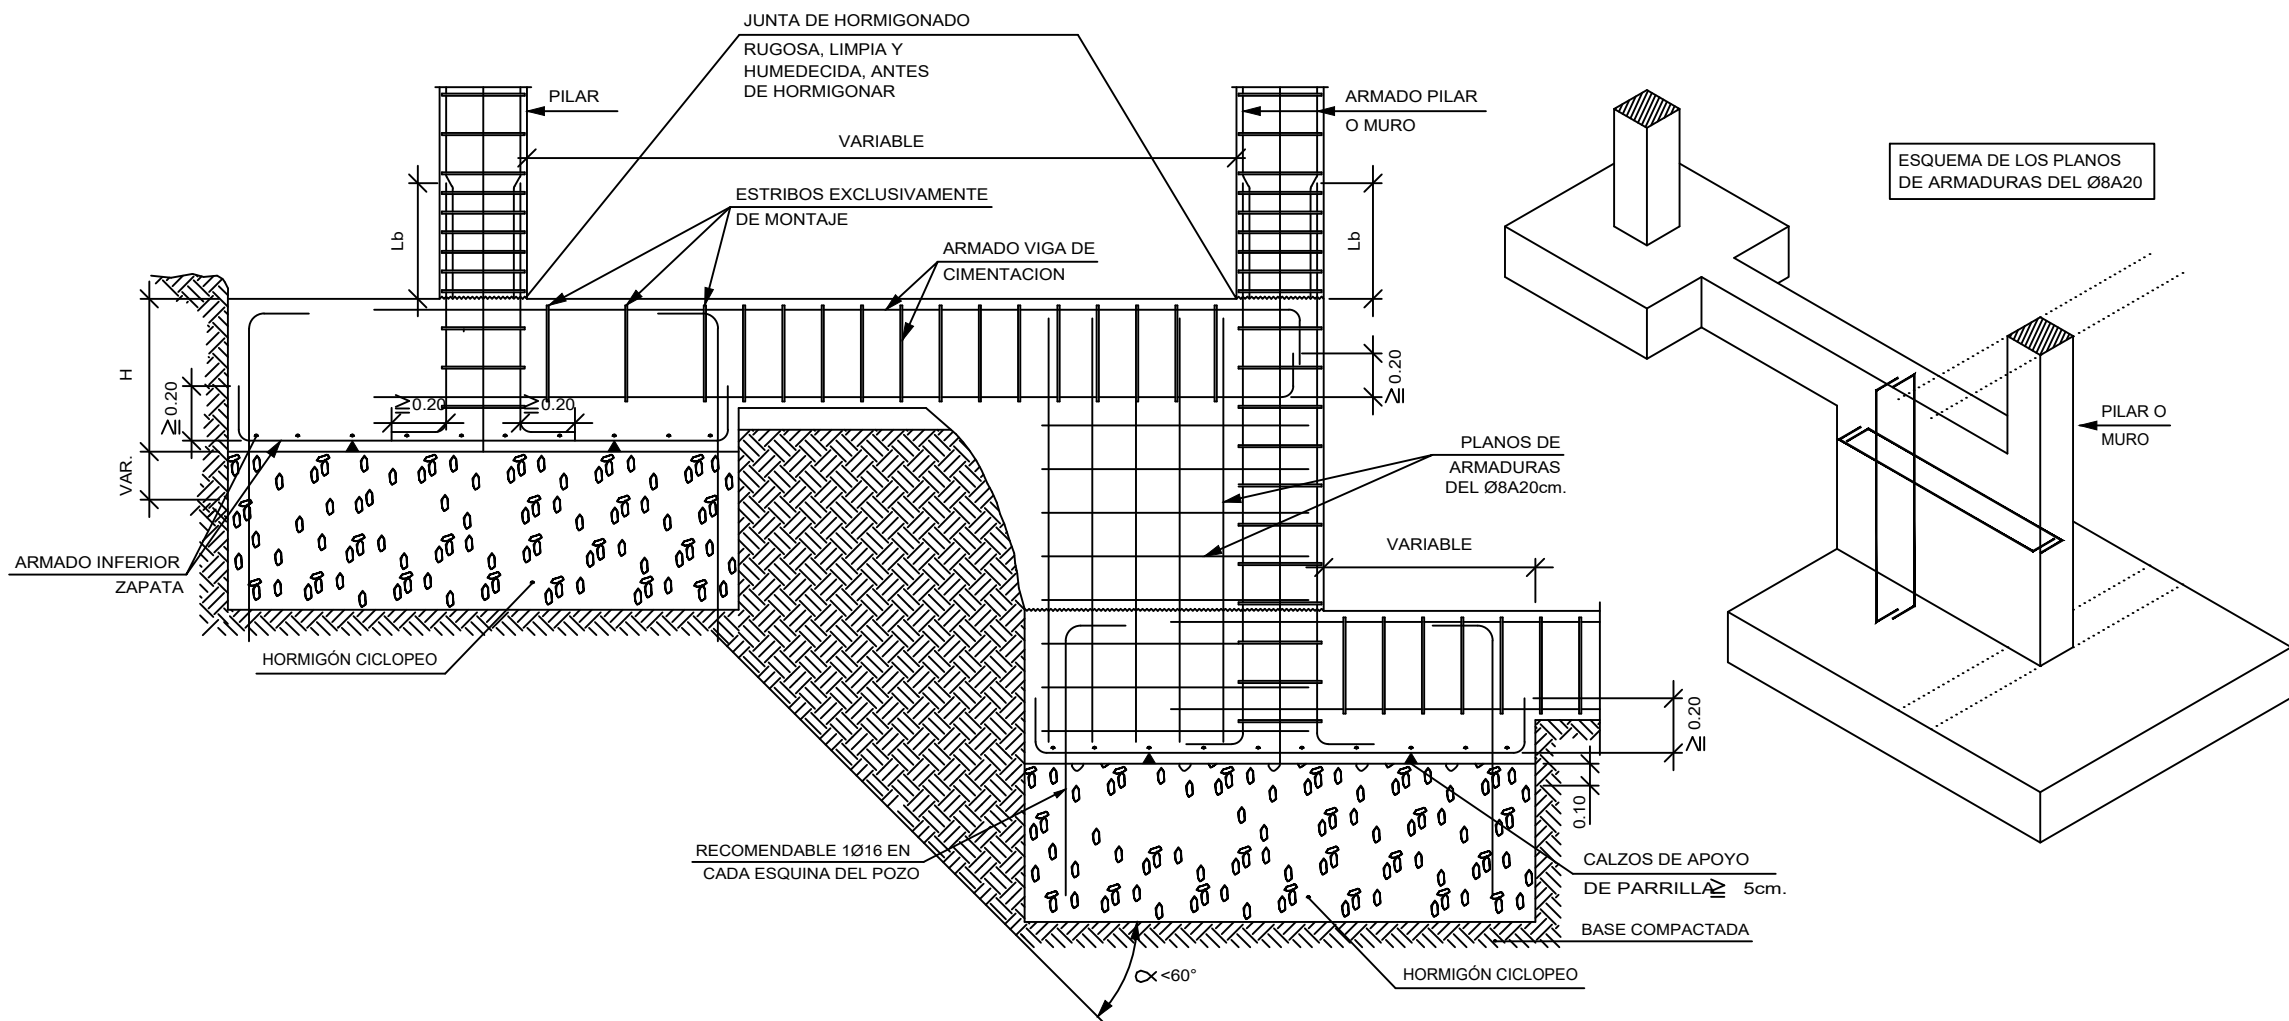 JUNTA DE HORMIGONADO
RUGOSA, LIMPIA Y
HUMEDECIDA, ANTES
DE HORMIGONAR
PILAR
ARMADO PILAR
O MURO
VARIABLE
ESQUEMA DE LOS PLANOS
DE ARMADURAS DEL Ø8A20
ESTRIBOS EXCLUSIVAMENTE
DE MONTAJE
Lb
Lb
ARMADO VIGA DE
CIMENTACION
H
≧0.20
≧0.20
≧0.20
≧0.20
VAR.
PILAR O
MURO
PLANOS DE
ARMADURAS
DEL Ø8A20cm.
VARIABLE
ARMADO INFERIOR
ZAPATA
HORMIGÓN CICLOPEO
≧0.20
0.10
RECOMENDABLE 1Ø16 EN
CADA ESQUINA DEL POZO
CALZOS DE APOYO
DE PARRILLA≧ 5cm.
BASE COMPACTADA
HORMIGÓN CICLOPEO
α <60°